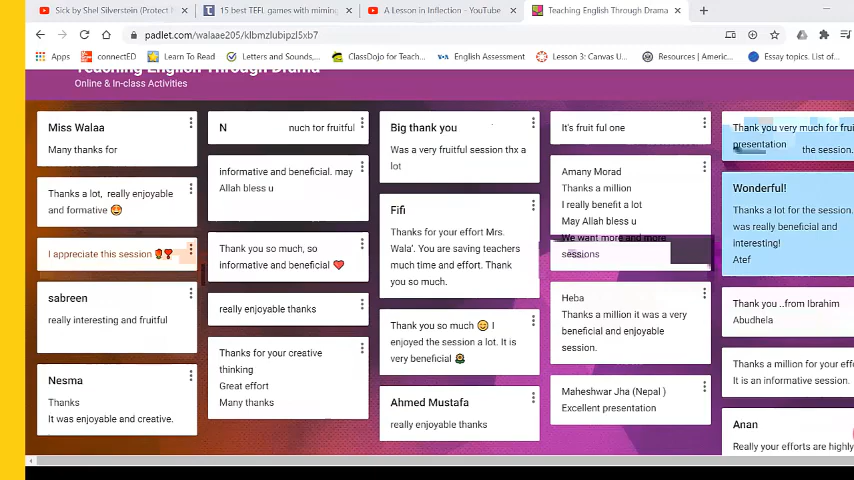 Sick by Shel Silverstein (Protect
15 best TEFL games with mimin
A Lesson in Inflection - YouTube
Teaching English Through Drama
padlet.com/walaae205/klbmzlubipzl5xb7
Apps
connectED
Learn To Read
Letters and Sounds,..
ClassDojo for Teach...
English Assessment
Lesson 3: Canvas U...
Resources | Americ...
Essay topics. List of...
Teaching English Through Drama
Online & In-class Activities
Miss Walaa
Many thanks for
Thanks a lot, really enjoyable
and formative 🤩
I appreciate this session 🌹❣
sabreen
really interesting and fruitful
Nesma
Thanks
It was enjoyable and creative.
N nuch for fruitful
informative and beneficial. may
Allah bless u
Thank you so much, so
informative and beneficial ❤
really enjoyable thanks
Thanks for your creative
thinking
Great effort
Many thanks
Big thank you
Was a very fruitful session thx a
lot
Fifi
Thanks for your effort Mrs.
Wala'. You are saving teachers
much time and effort. Thank
you so much.
Thank you so much 😊 I
enjoyed the session a lot. It is
very beneficial 🌻
Ahmed Mustafa
really enjoyable thanks
It's fruit ful one
Amany Morad
Thanks a million
I really benefit a lot
May Allah bless u
We want more and more
sessions
Heba
Thanks a million it was a very
beneficial and enjoyable
session.
Maheshwar Jha (Nepal )
Excellent presentation
Thank you very much for frui
presentation the session.
Wonderful!
Thanks a lot for the session.
was really beneficial and
interesting!
Atef
Thank you ..from Ibrahim
Abudhela
Thanks a million for your effo
It is an informative session.
Anan
Really your efforts are highly